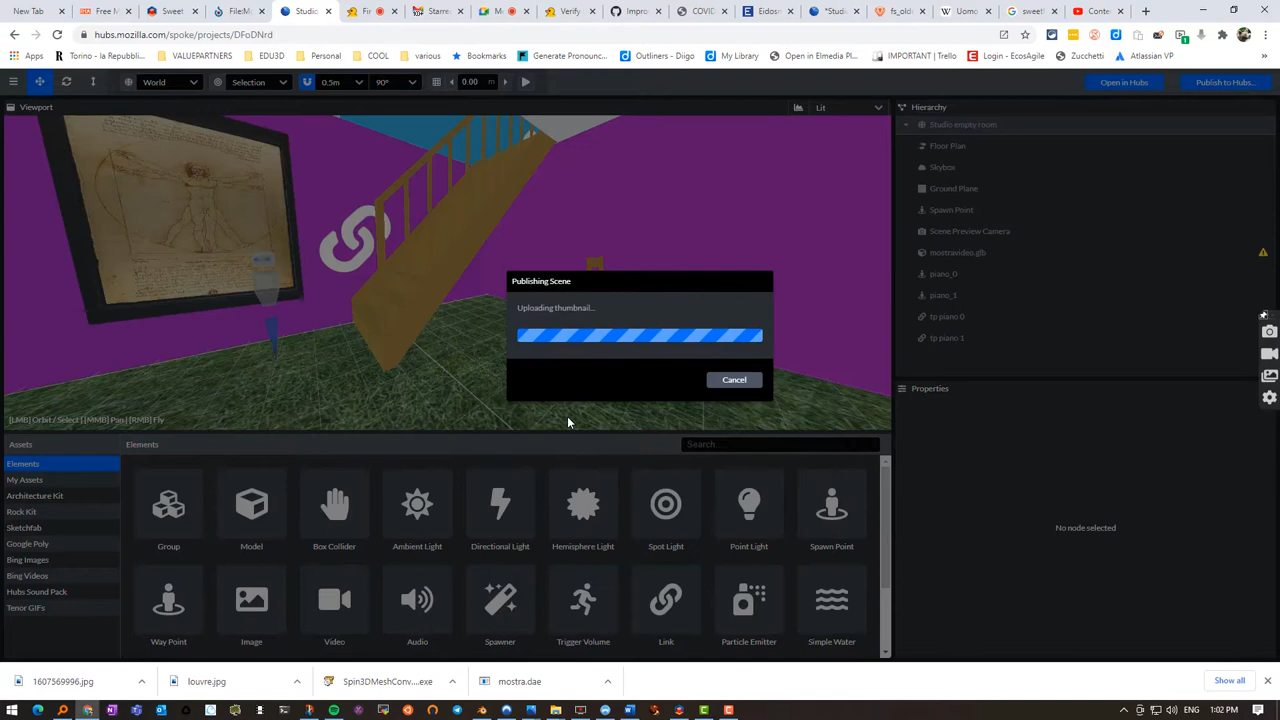 New Tab
Free M
Sweet
FileM
Studio
Fir
Starre
M
Verify
Impro
COVID
Eidos
"Studi
fs_old
Uomo
sweet
Conte
hubs.mozilla.com/spoke/projects/DFoDNrd
Apps
Torino - la Repubbli...
VALUEPARTNERS
EDU3D
Personal
COOL
various
Bookmarks
Generate Pronounc...
Outliners - Diigo
My Library
Open in Elmedia Pl...
IMPORTANT | Trello
Login - EcosAgile
Zucchetti
Atlassian VP
»
World
Selection
0.5m
90°
0.00 m
Open in Hubs
Publish to Hubs...
Viewport
Lit
Hierarchy
Studio empty room
Floor Plan
Skybox
Ground Plane
Spawn Point
Scene Preview Camera
mostravideo.glb
piano_0
piano_1
tp piano 0
tp piano 1
Publishing Scene
Uploading thumbnail...
Cancel
Properties
No node selected
[LMB] Orbit / Select | [MMB] Pan | [RMB] Fly
Assets
Elements
Search...
Elements
My Assets
Architecture Kit
Rock Kit
Sketchfab
Google Poly
Bing Images
Bing Videos
Hubs Sound Pack
Tenor GIFs
Group
Model
Box Collider
Ambient Light
Directional Light
Hemisphere Light
Spot Light
Point Light
Spawn Point
Way Point
Image
Video
Audio
Spawner
Trigger Volume
Link
Particle Emitter
Simple Water
1607569996.jpg
louvre.jpg
Spin3DMeshConv....exe
mostra.dae
Show all
1:02 PM